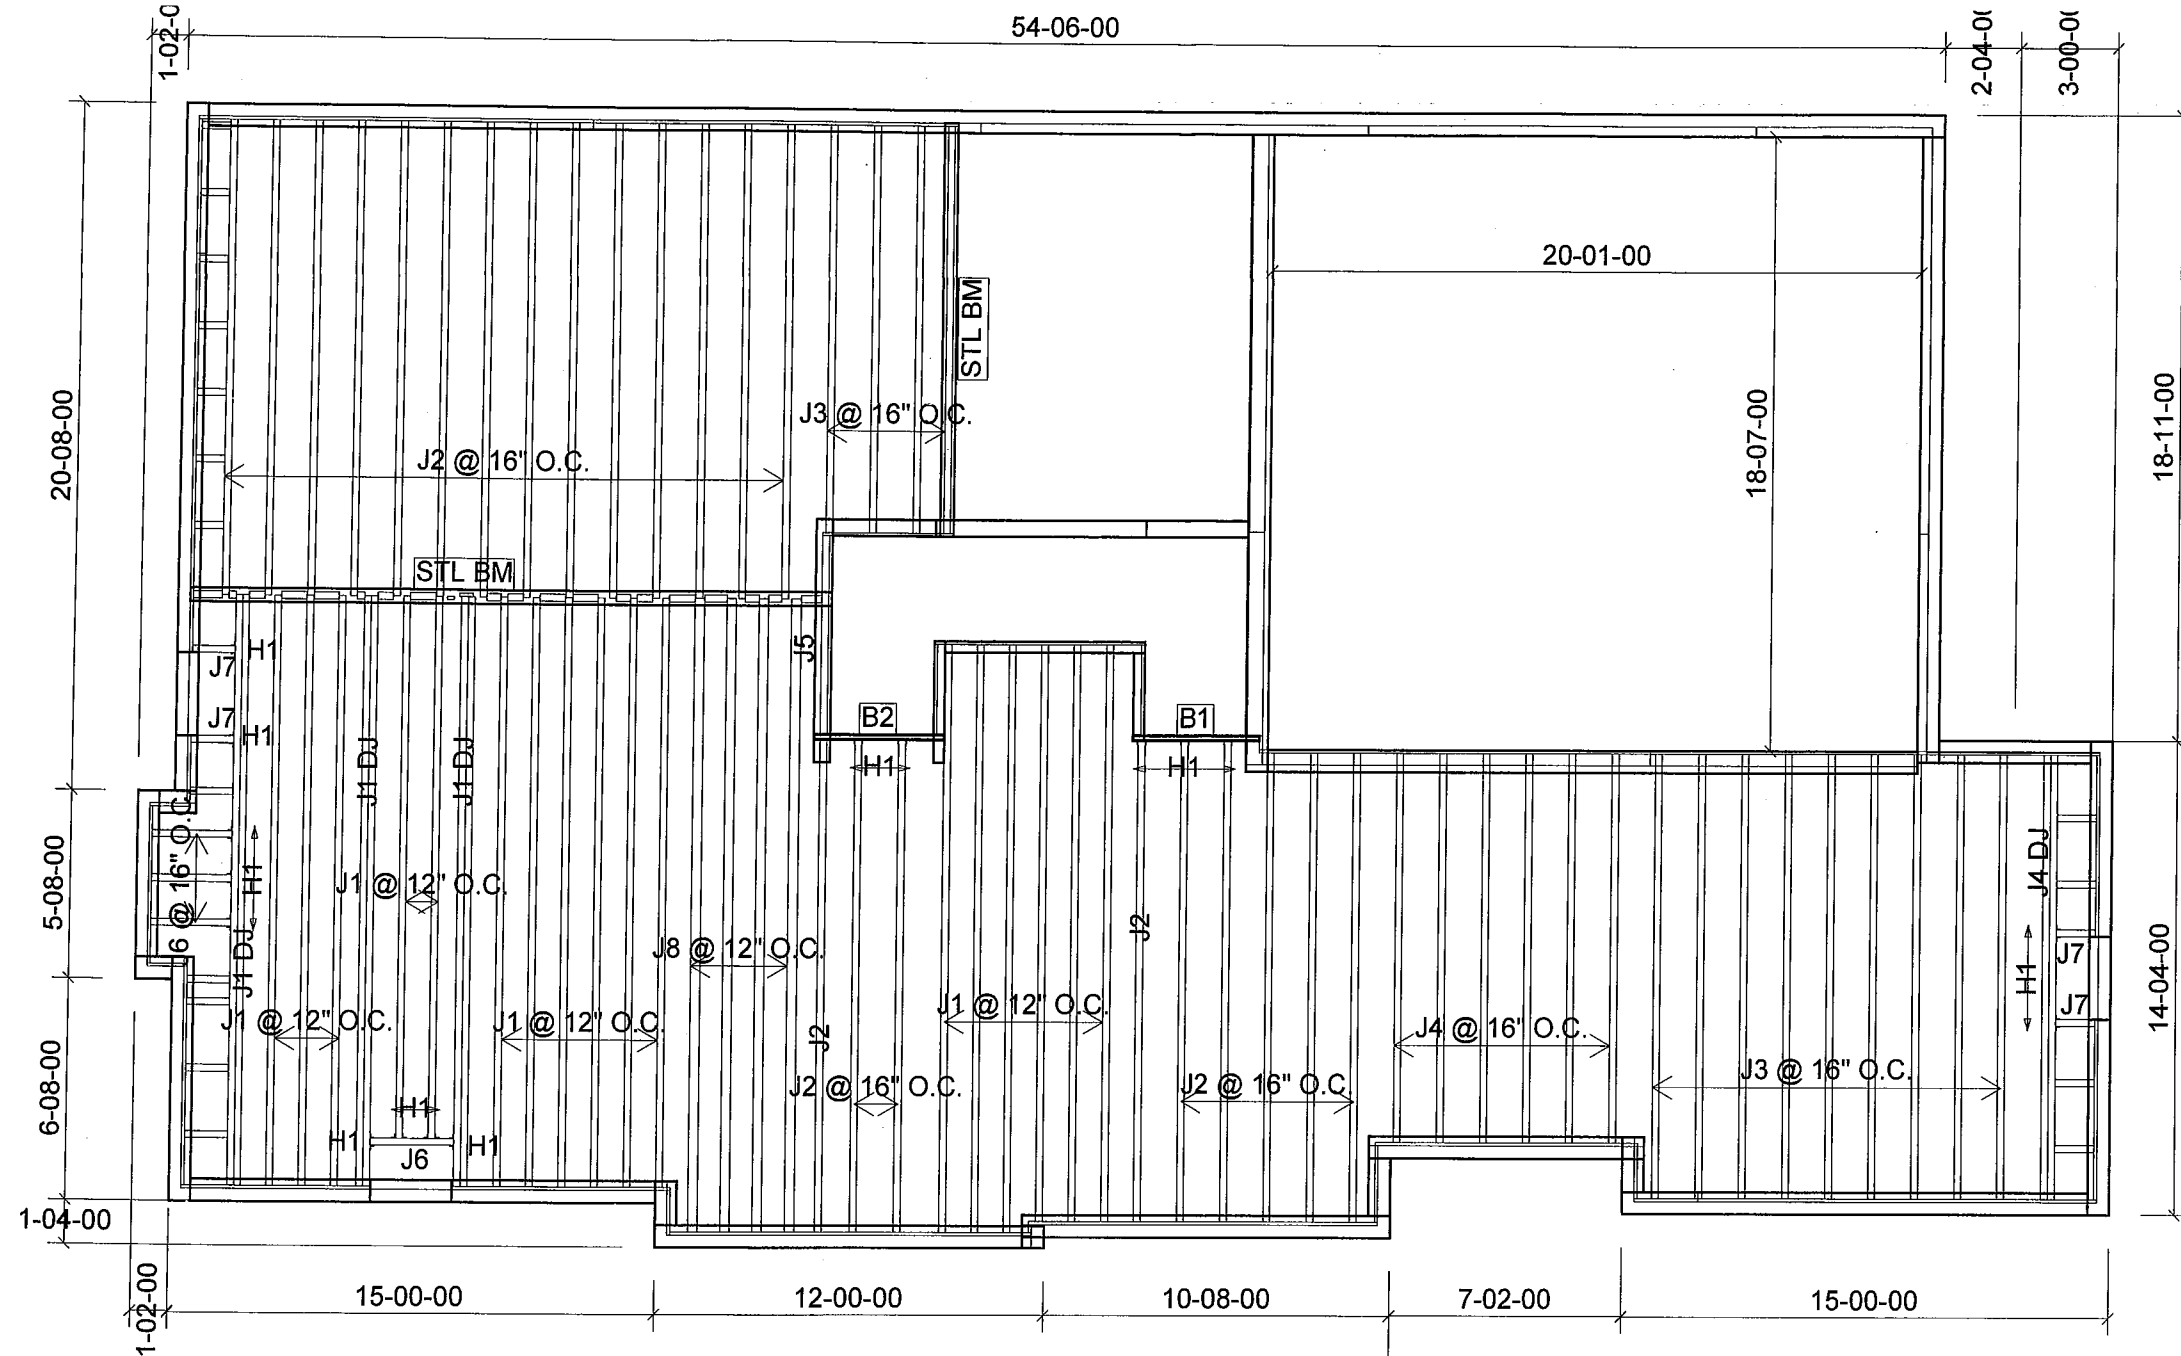 54-06-00
1-02-0
2-04-0
3-00-0
20-01-00
STL BM
20-08-00
18-07-00
18-11-00
J3 @ 16" O.C.
J2 @ 16" O.C.
STL BM
H1
J7
J5
J7
H1
B2
B1
J1 DJ
J1 DJ
H1
H1
6 @ 16" O.C.
H1
J4 DJ
5-08-00
J1 @ 12" O.C.
J1 DJ
J8 @ 12" O.C.
J2
J7
H1
14-04-00
J1 @ 12" O.C.
J1 @ 12" O.C.
J2
J1 @ 12" O.C.
J7
J4 @ 16" O.C.
J3 @ 16" O.C.
6-08-00
J2 @ 16" O.C.
J2 @ 16" O.C.
H1
H1
H1
J6
1-04-00
1-02-00
15-00-00
12-00-00
10-08-00
7-02-00
15-00-00